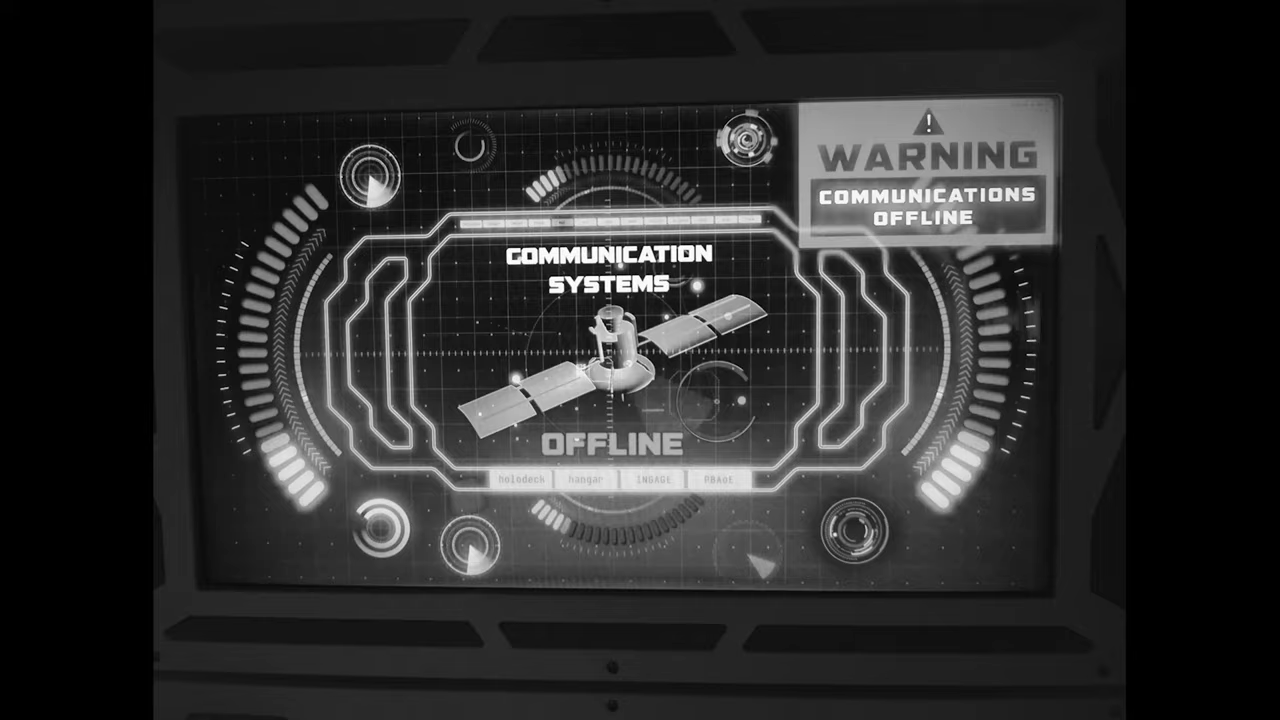 WARNING
COMMUNICATIONS
OFFLINE
COMMUNICATION
SYSTEMS
OFFLINE
holodeck
hangar